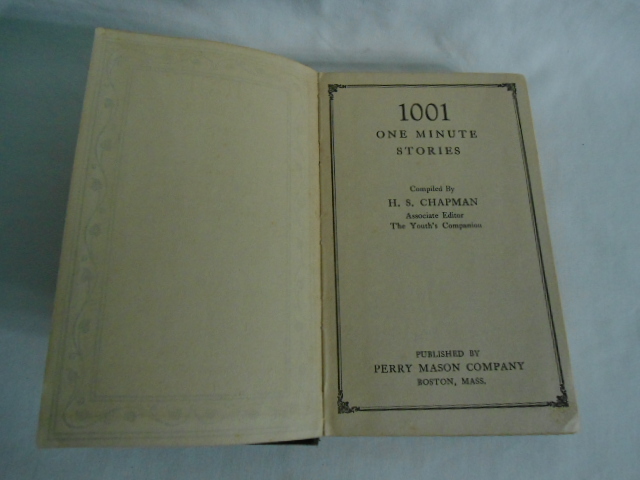 1001
ONE MINUTE
STORIES
Compiled By
H. S. CHAPMAN
Associate Editor
The Youth's Companion
PUBLISHED BY
PERRY MASON COMPANY
BOSTON, MASS.